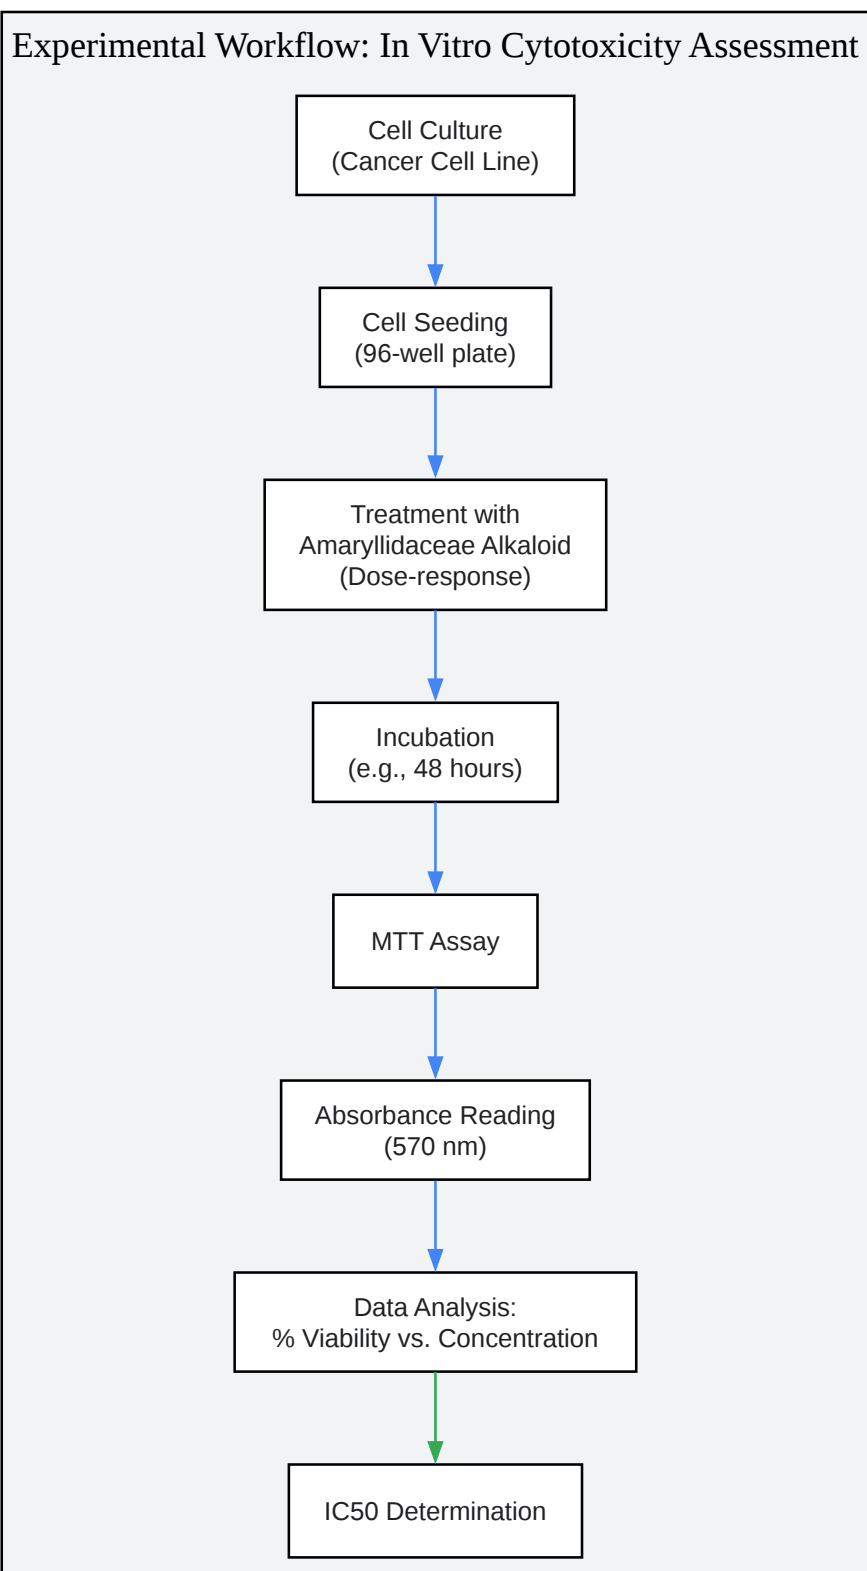 Experimental Workflow: In Vitro Cytotoxicity Assessment
Cell Culture
(Cancer Cell Line)
Cell Seeding
(96-well plate)
Treatment with
Amaryllidaceae Alkaloid
(Dose-response)
Incubation
(e.g., 48 hours)
MTT Assay
Absorbance Reading
(570 nm)
Data Analysis:
% Viability vs. Concentration
IC50 Determination